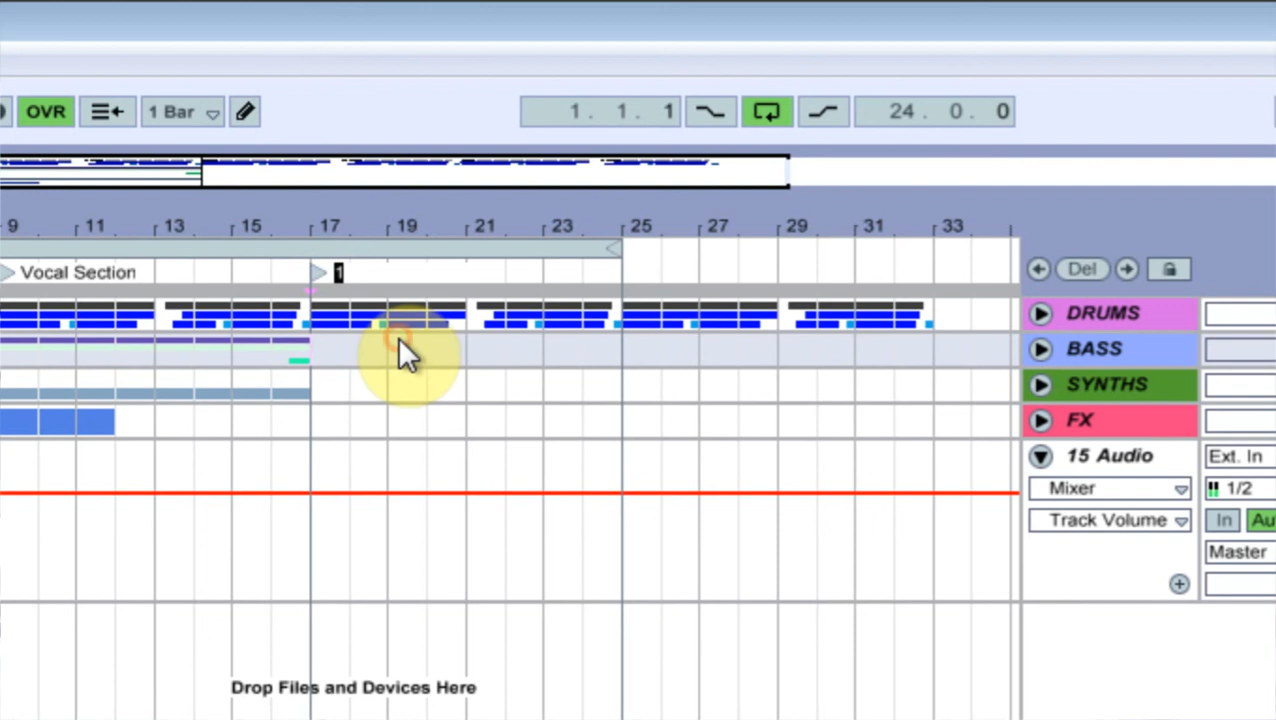 OVR 1 Bar 1. 1. 1 24. 0. 0
9 11 13 15 17 19 21 23 25 27 29 31 33
Vocal Section 1 Del
DRUMS
BASS
SYNTHS
FX
15 Audio Ext. In
Mixer 1/2
Track Volume In Au
Master
Drop Files and Devices Here